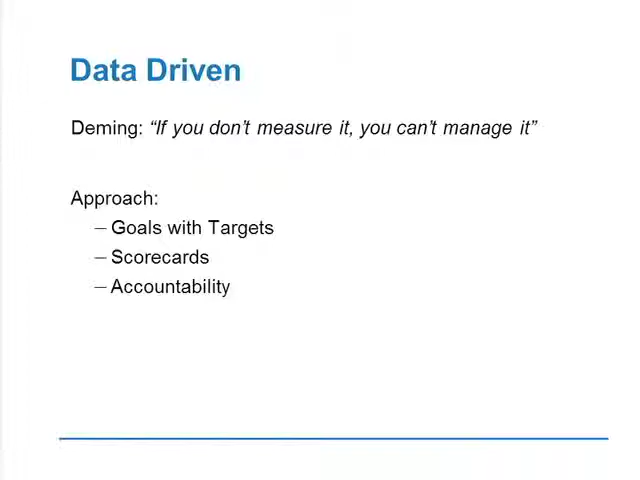 Data Driven
Deming: “If you don’t measure it, you can’t manage it”
Approach:
– Goals with Targets
– Scorecards
– Accountability